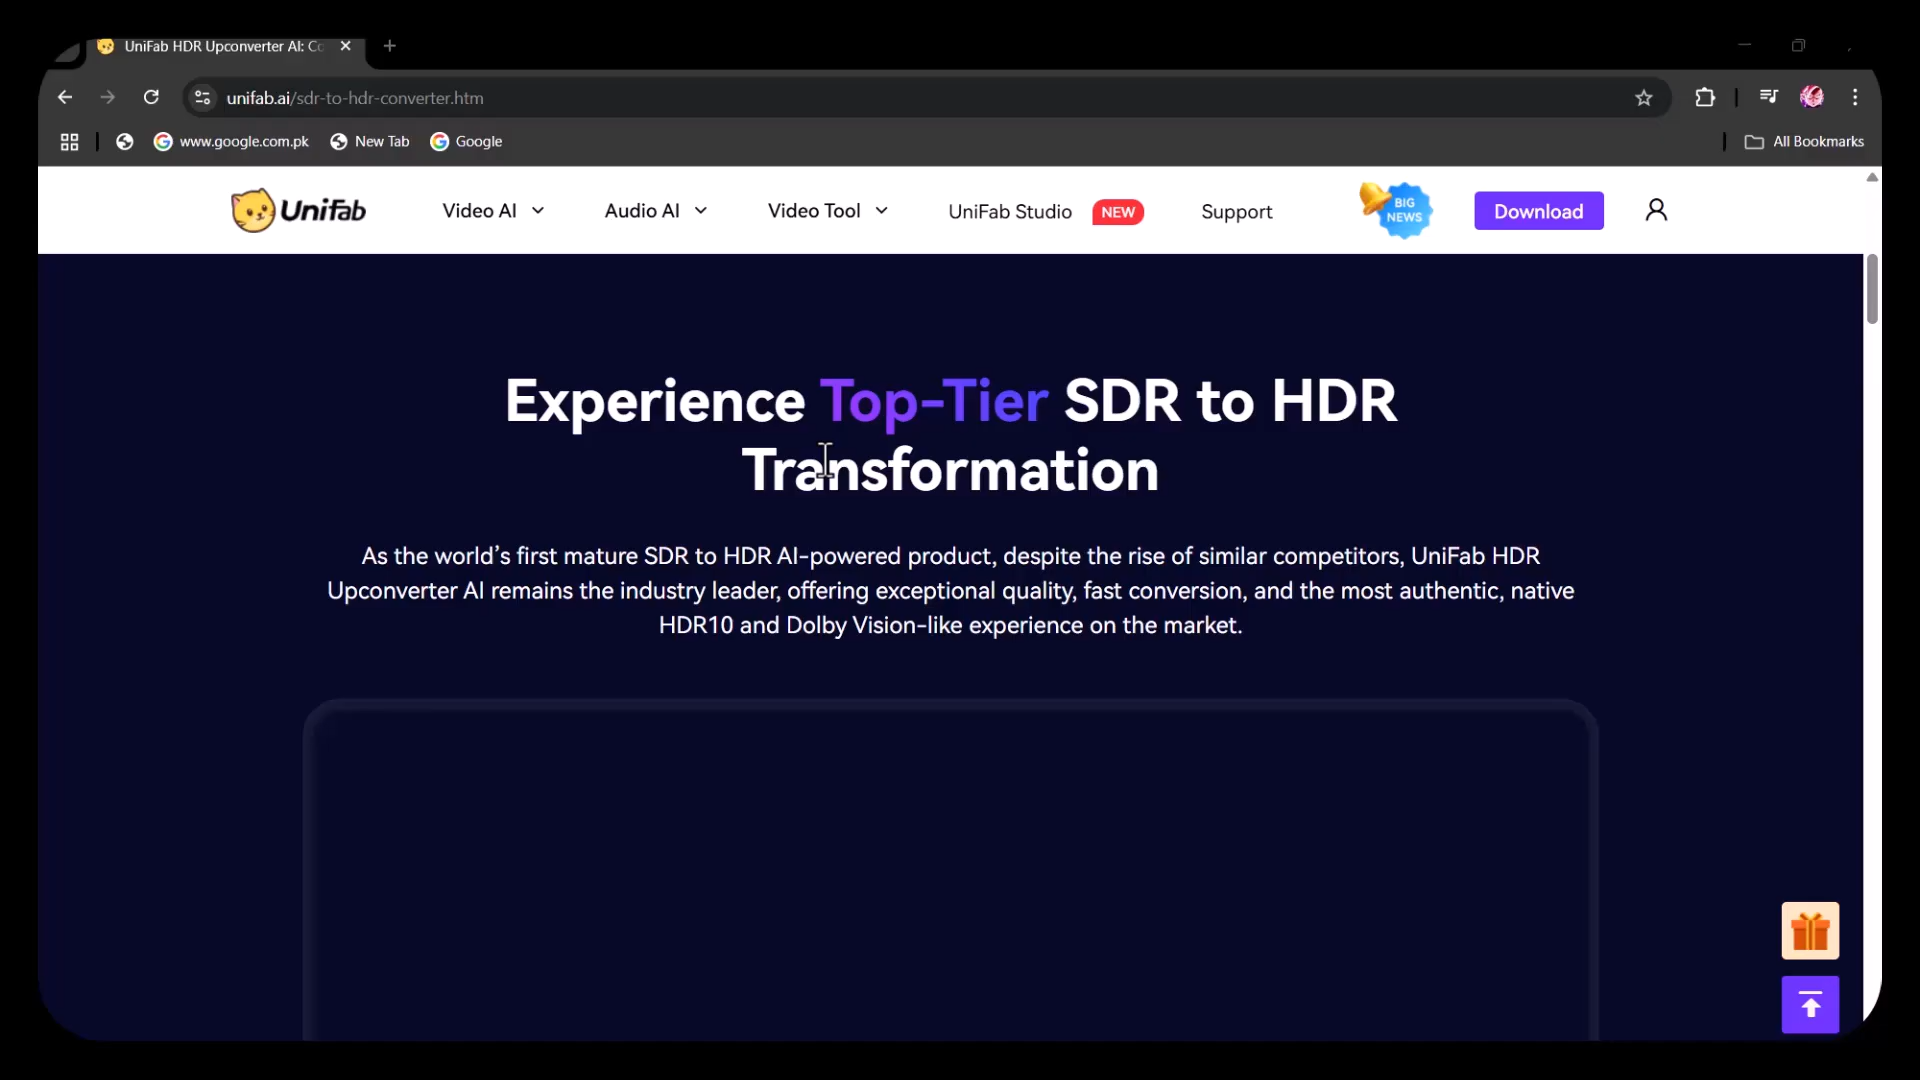 UniFab HDR Upconverter AI: Co
unifab.ai/sdr-to-hdr-converter.htm
www.google.com.pk
New Tab
Google
All Bookmarks
UniFab
Video AI
Audio AI
Video Tool
UniFab Studio
NEW
Support
BIG
NEWS
Download
Experience Top-Tier SDR to HDR
Transformation
As the world’s first mature SDR to HDR AI-powered product, despite the rise of similar competitors, UniFab HDR
Upconverter AI remains the industry leader, offering exceptional quality, fast conversion, and the most authentic, native
HDR10 and Dolby Vision-like experience on the market.